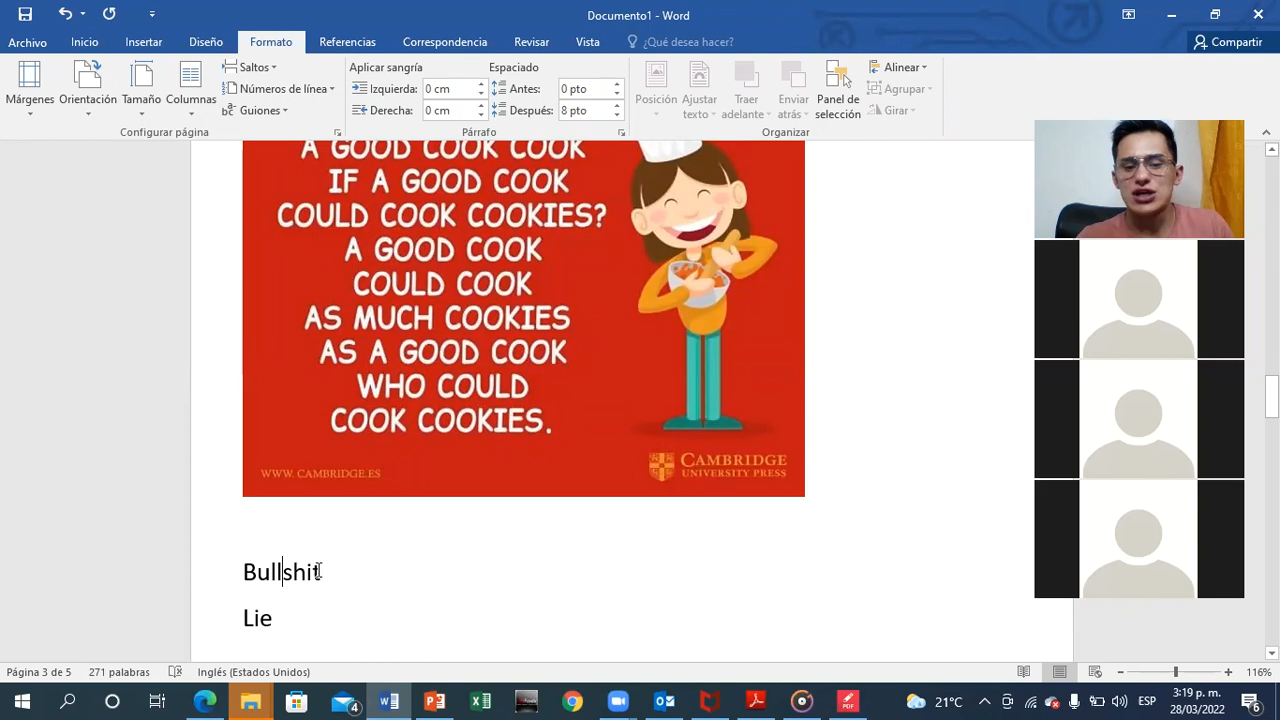 Documento1 - Word
Archivo
Inicio
Insertar
Diseño
Formato
Referencias
Correspondencia
Revisar
Vista
¿Qué desea hacer?
Compartir
Márgenes
Orientación
Tamaño
Columnas
Saltos
Números de línea
Guiones
Configurar página
Aplicar sangría
Espaciado
Izquierda: 0 cm
Antes: 0 pto
Derecha: 0 cm
Después: 8 pto
Párrafo
Posición
Ajustar texto
Traer adelante
Enviar atrás
Panel de selección
Alinear
Agrupar
Girar
Organizar
A GOOD COOK COOK
IF A GOOD COOK
COULD COOK COOKIES?
A GOOD COOK
COULD COOK
AS MUCH COOKIES
AS A GOOD COOK
WHO COULD
COOK COOKIES.
WWW. CAMBRIDGE.ES
CAMBRIDGE
UNIVERSITY PRESS
Bullshit
Lie
Página 3 de 5
271 palabras
Inglés (Estados Unidos)
116%
4
21°C
ESP
3:19 p. m.
28/03/2022
6